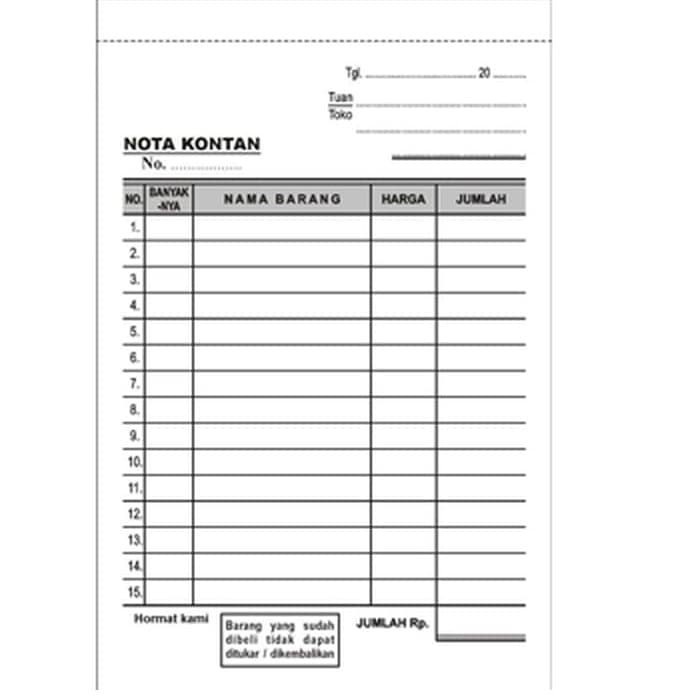 Tgl. .................................. 20 ..........
Tuan
Toko
NOTA KONTAN
No. ..................
NO. BANYAK -NYA NAMA BARANG HARGA JUMLAH
1.
2.
3.
4.
5.
6.
7.
8.
9.
10.
11.
12.
13.
14.
15.
Hormat kami
Barang yang sudah
dibeli tidak dapat
ditukar / dikembalikan
JUMLAH Rp.